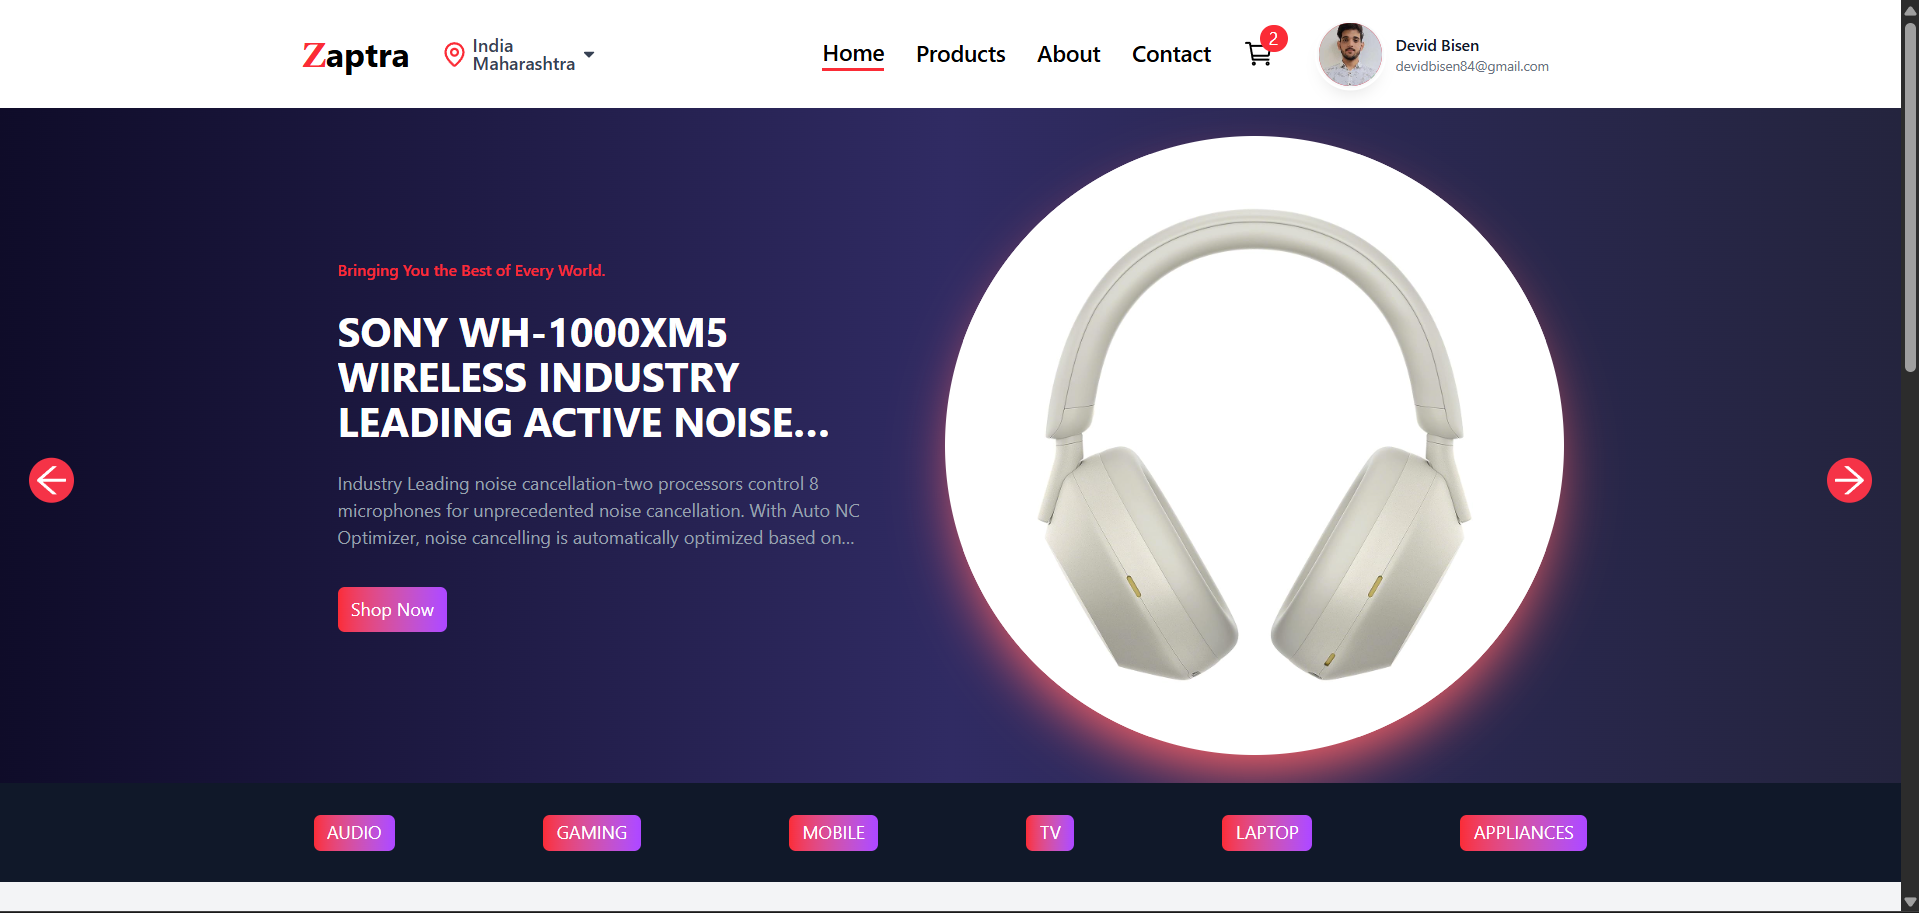 Zaptra
India
Maharashtra
Home
Products
About
Contact
2
Devid Bisen
devidbisen84@gmail.com
Bringing You the Best of Every World.
SONY WH-1000XM5
WIRELESS INDUSTRY
LEADING ACTIVE NOISE...
Industry Leading noise cancellation-two processors control 8
microphones for unprecedented noise cancellation. With Auto NC
Optimizer, noise cancelling is automatically optimized based on...
Shop Now
AUDIO
GAMING
MOBILE
TV
LAPTOP
APPLIANCES